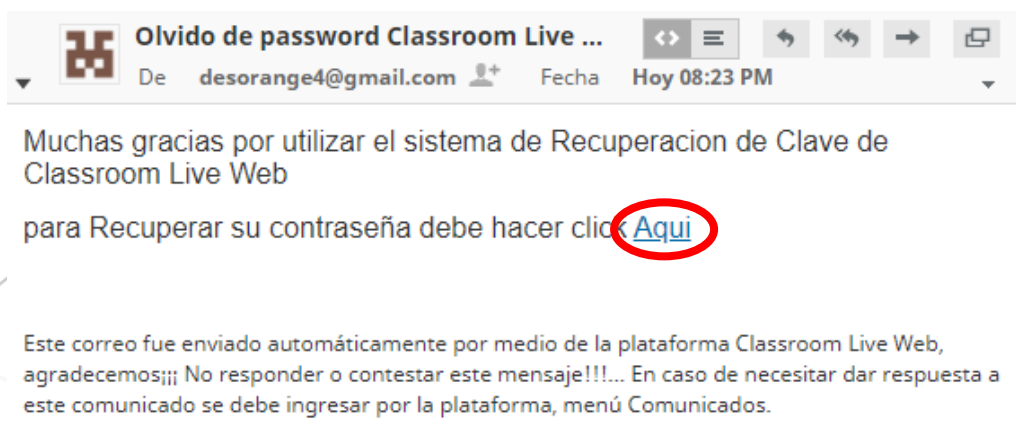 Olvido de password Classroom Live ...
De desorange4@gmail.com Fecha Hoy 08:23 PM
Muchas gracias por utilizar el sistema de Recuperacion de Clave de
Classroom Live Web
para Recuperar su contraseña debe hacer click Aqui
Este correo fue enviado automáticamente por medio de la plataforma Classroom Live Web,
agradecemos¡¡¡ No responder o contestar este mensaje!!!... En caso de necesitar dar respuesta a
este comunicado se debe ingresar por la plataforma, menú Comunicados.